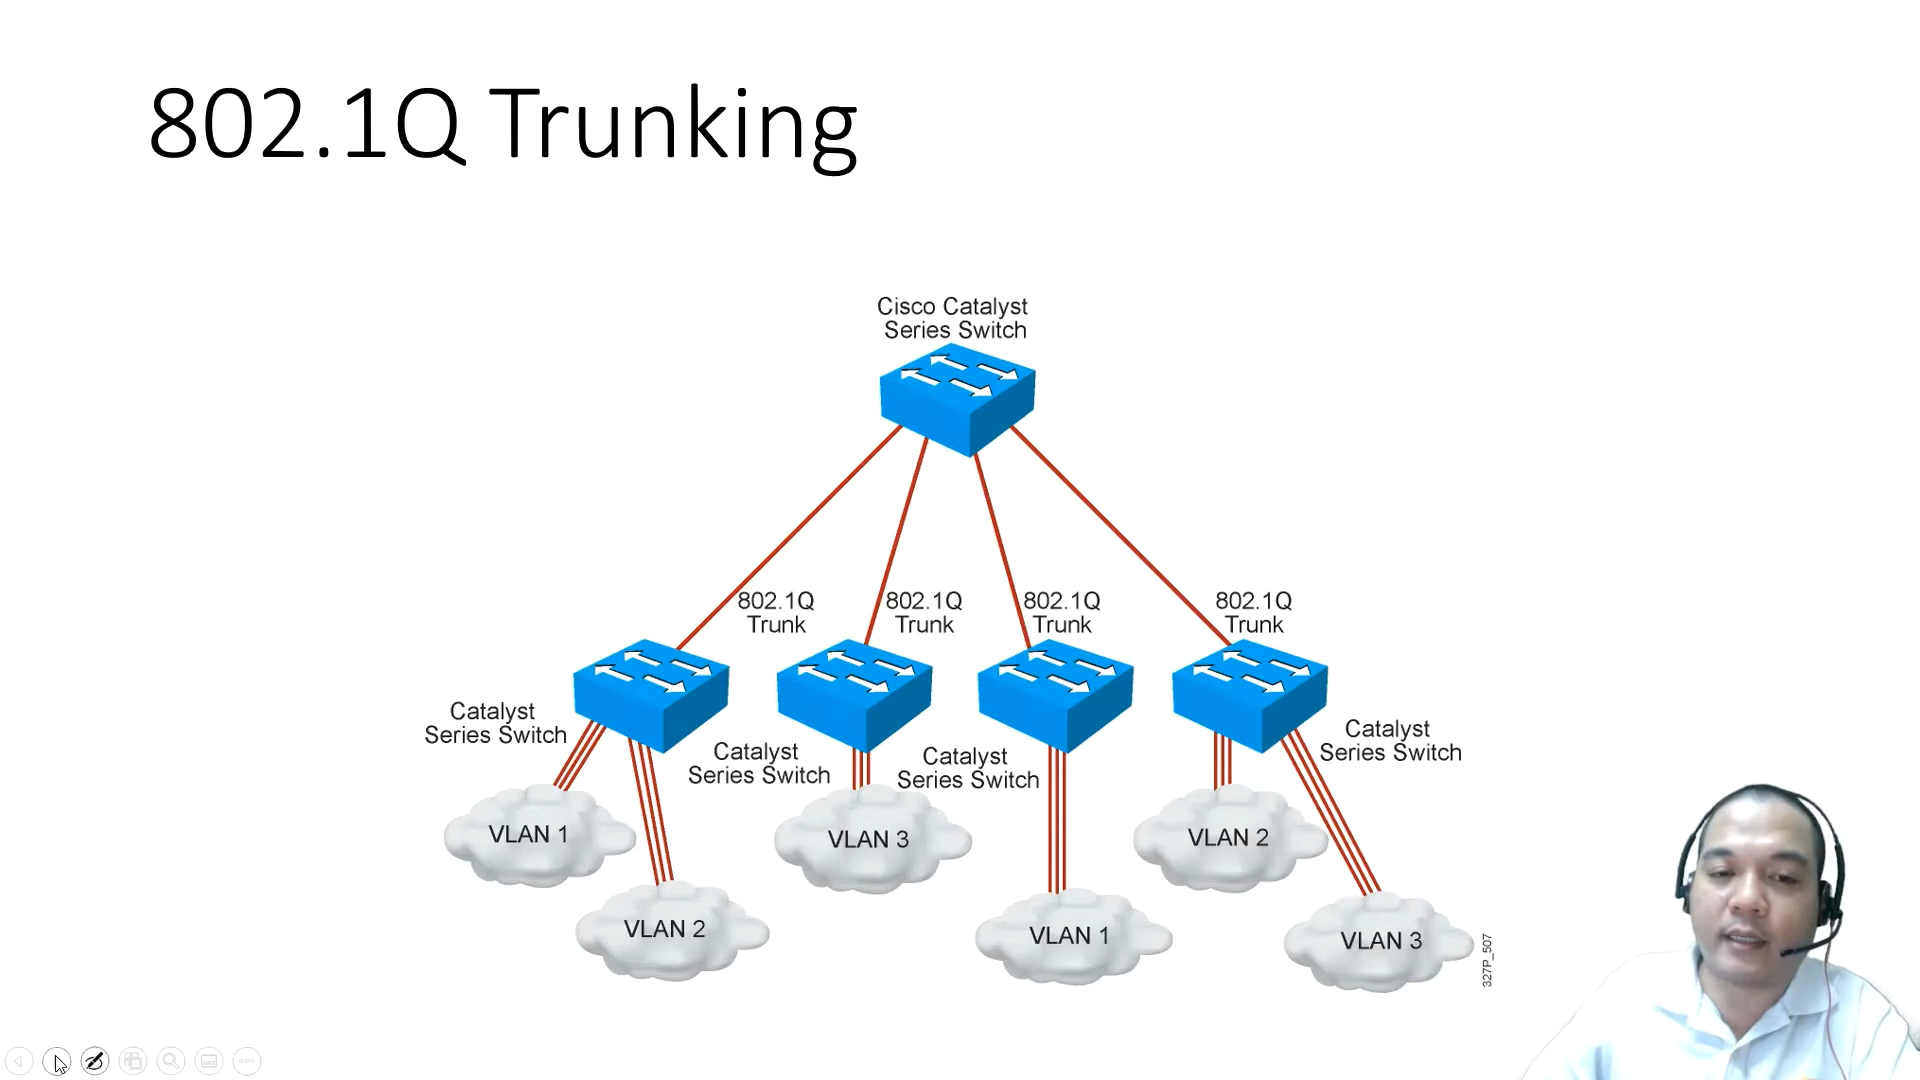 802.1Q Trunking
Cisco Catalyst
Series Switch
802.1Q
Trunk
802.1Q
Trunk
802.1Q
Trunk
802.1Q
Trunk
Catalyst
Series Switch
Catalyst
Series Switch
Catalyst
Series Switch
Catalyst
Series Switch
VLAN 1
VLAN 3
VLAN 2
VLAN 2
VLAN 1
VLAN 3
327P_507